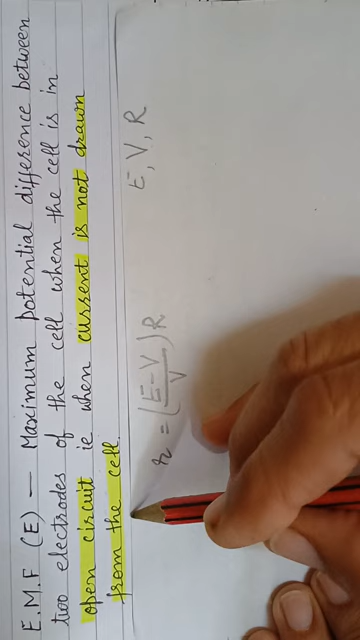 E.M.F (E) — Maximum potential difference between
two electrodes of the cell when the cell is in
open circuit ie when current is not drawn
from the cell.
E, V, R
r = (E-V/V)R